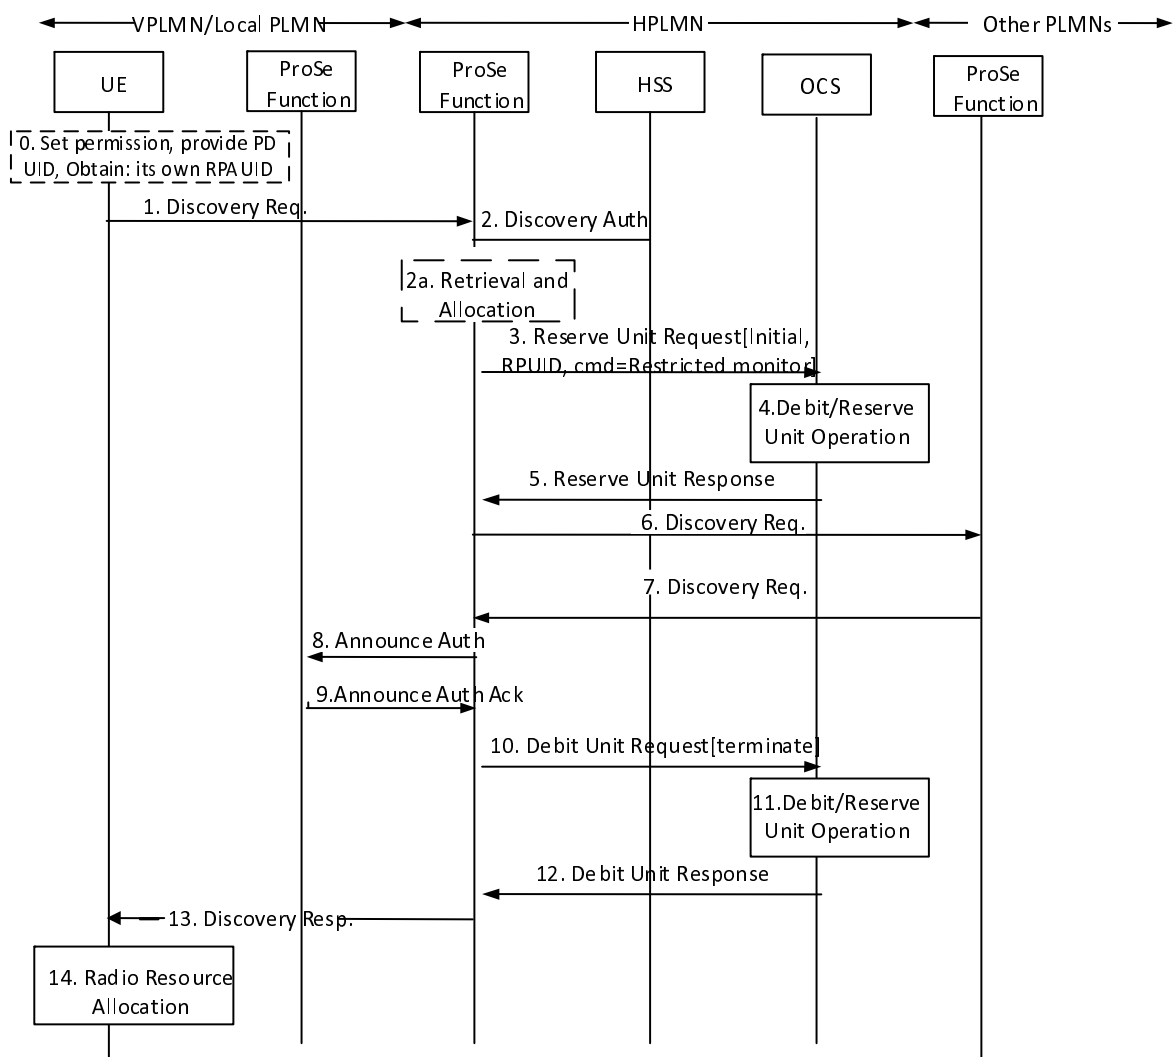 VPLMN/Local PLMN
HPLMN
Other PLMNs
UE
ProSe
Function
ProSe
Function
HSS
OCS
ProSe
Function
0. Set permission, provide PD
UID, Obtain: its own RPAUID
1. Discovery Req.
2. Discovery Auth
2a. Retrieval and
Allocation
3. Reserve Unit Request[Initial,
RPUID, cmd=Restricted monitor]
4.Debit/Reserve
Unit Operation
5. Reserve Unit Response
6. Discovery Req.
7. Discovery Req.
8. Announce Auth
9.Announce Auth Ack
10. Debit Unit Request[terminate]
11.Debit/Reserve
Unit Operation
12. Debit Unit Response
13. Discovery Resp.
14. Radio Resource
Allocation